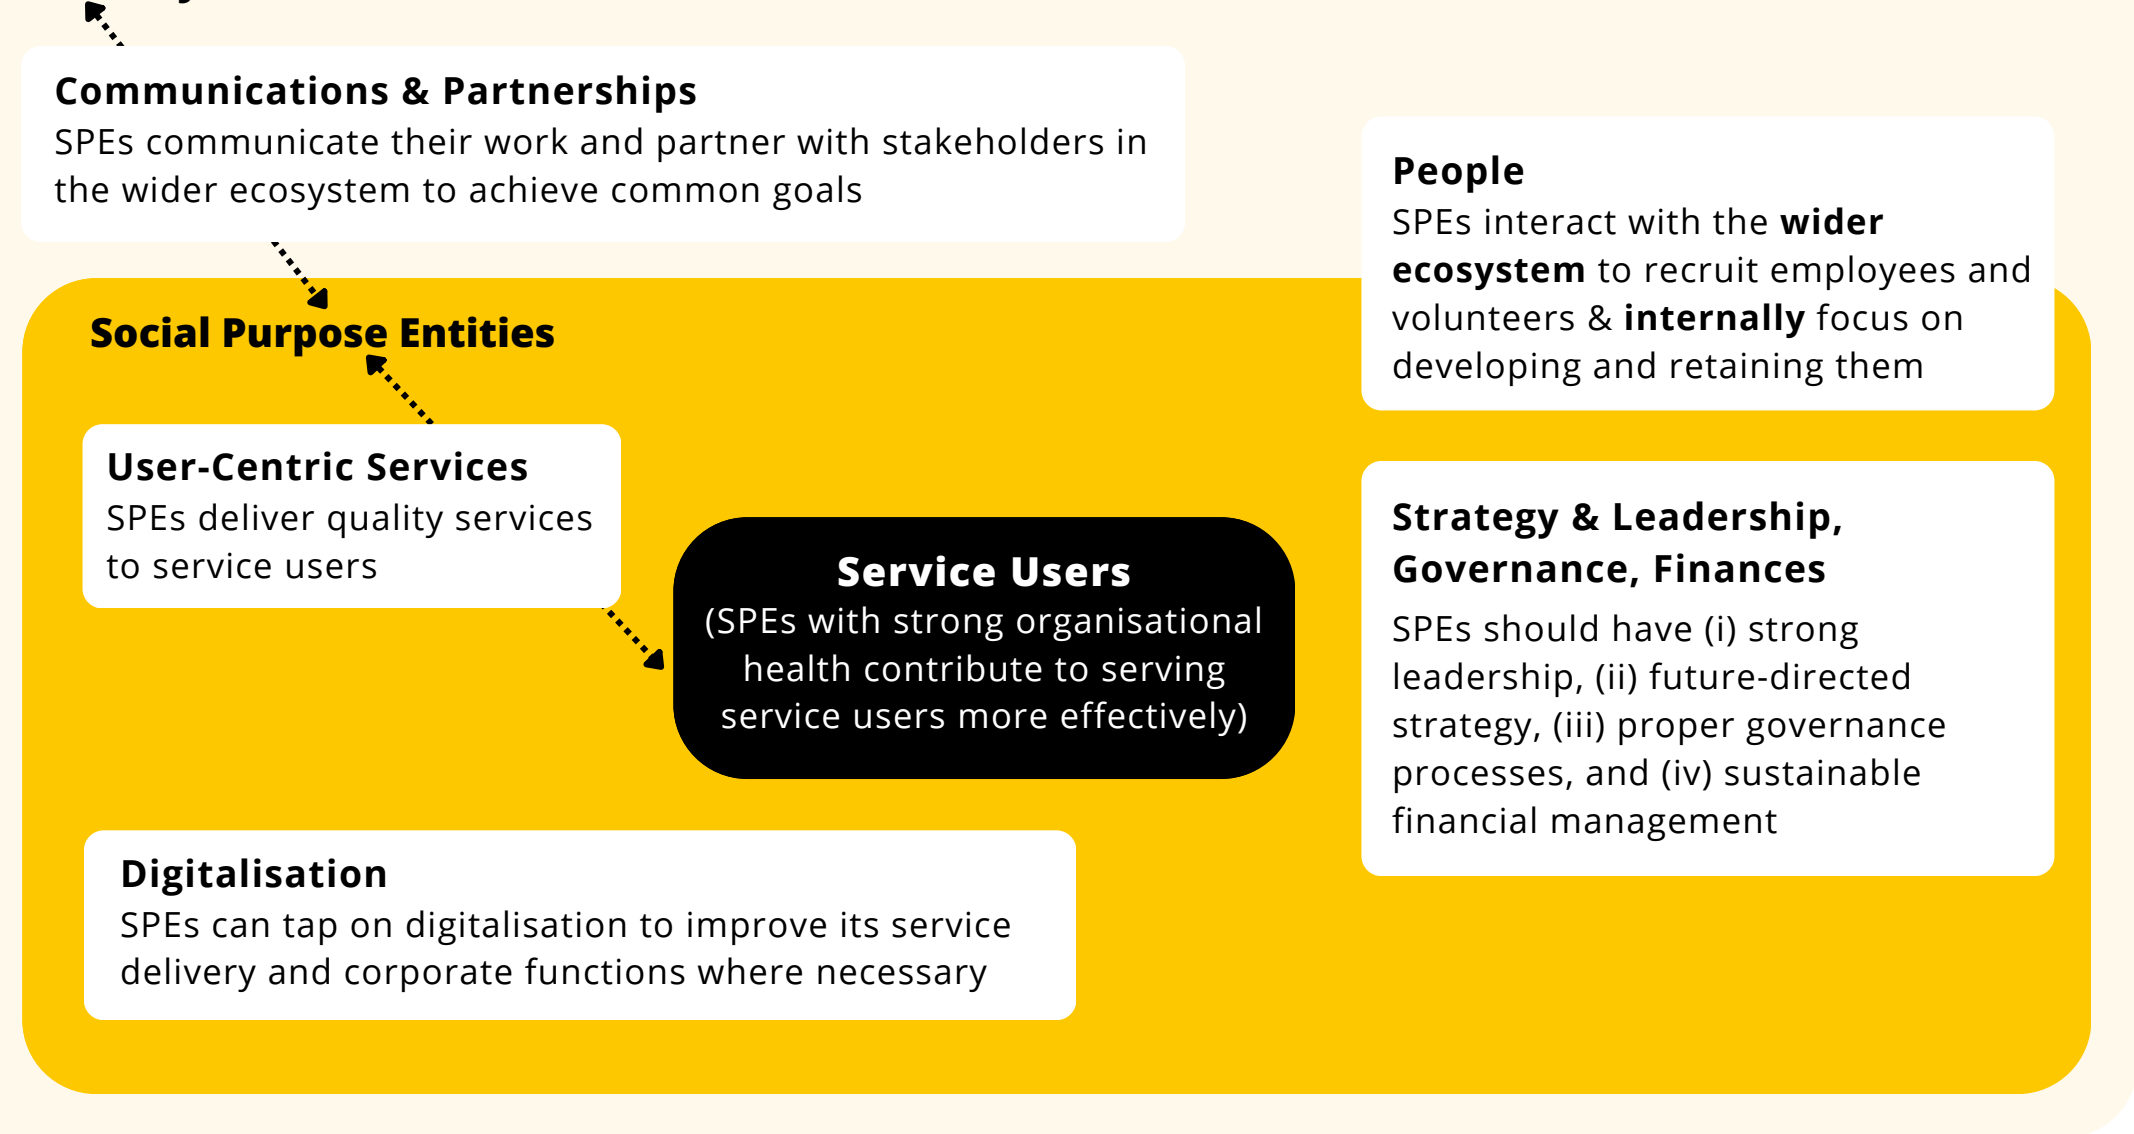 Communications & Partnerships
SPEs communicate their work and partner with stakeholders in
the wider ecosystem to achieve common goals
People
SPEs interact with the wider
ecosystem to recruit employees and
volunteers & internally focus on
developing and retaining them
Social Purpose Entities
User-Centric Services
SPEs deliver quality services
to service users
Service Users
(SPEs with strong organisational
health contribute to serving
service users more effectively)
Strategy & Leadership,
Governance, Finances
SPEs should have (i) strong
leadership, (ii) future-directed
strategy, (iii) proper governance
processes, and (iv) sustainable
financial management
Digitalisation
SPEs can tap on digitalisation to improve its service
delivery and corporate functions where necessary